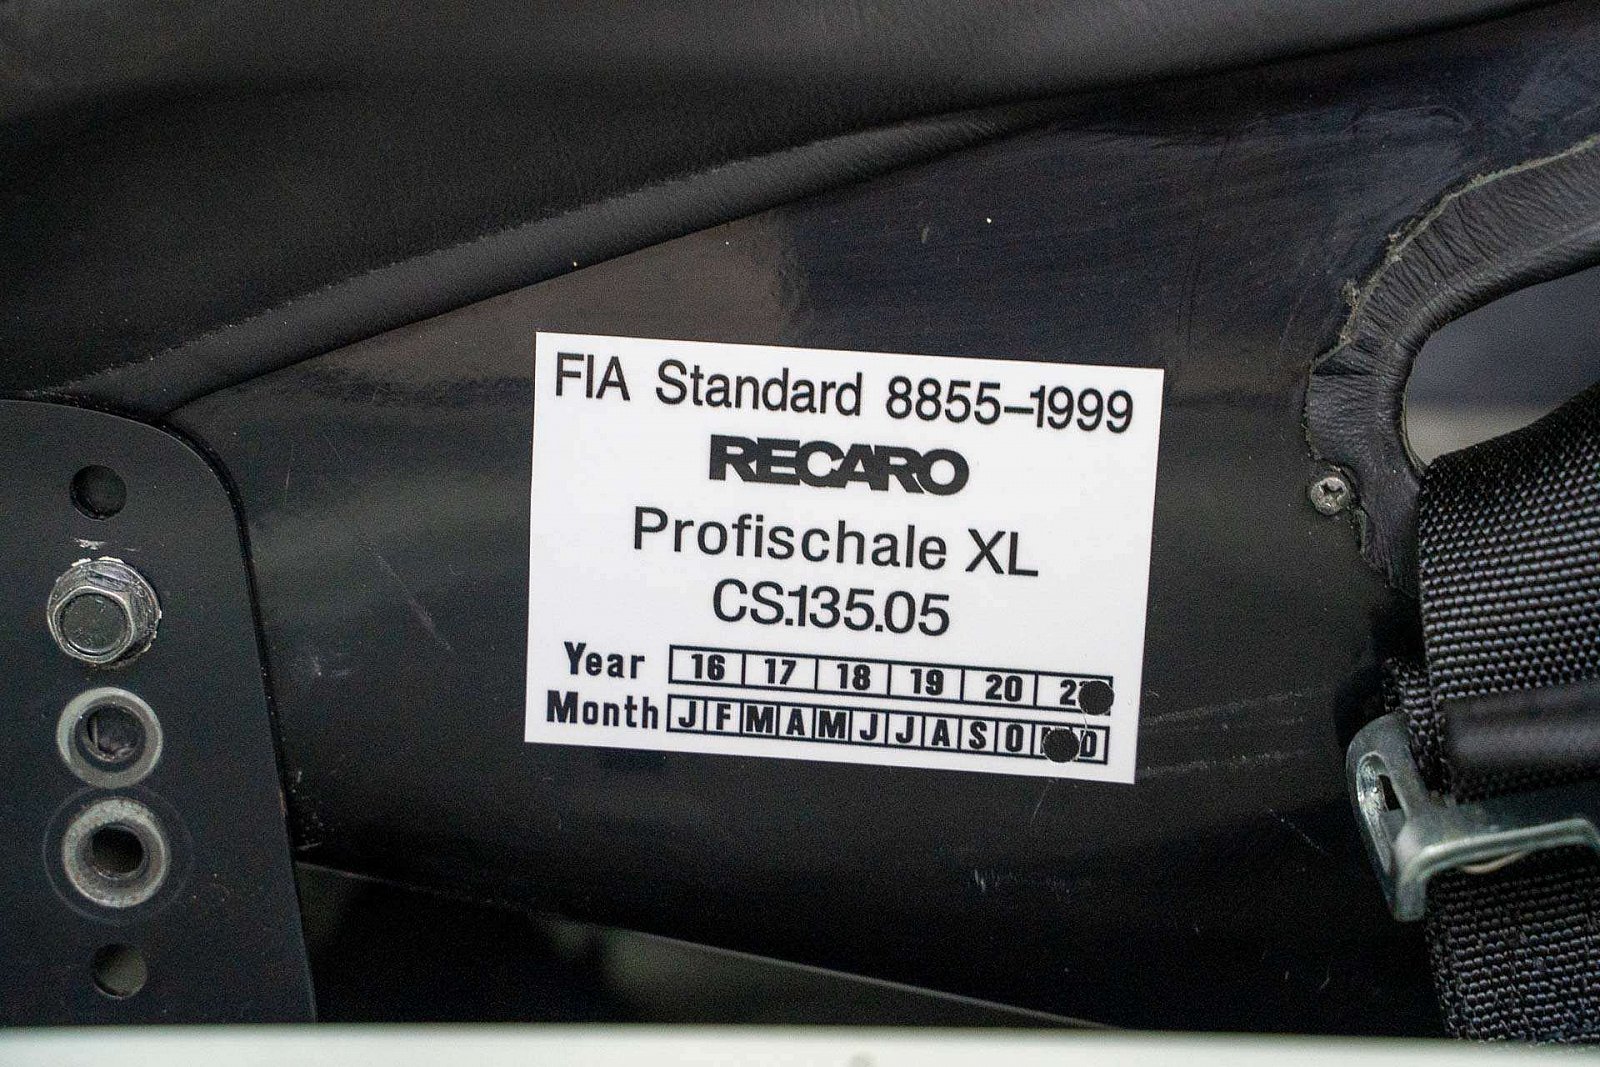 FIA Standard 8855-1999
RECARO
Profischale XL
CS.135.05
Year 16 17 18 19 20
Month J F M A M J J A S O D